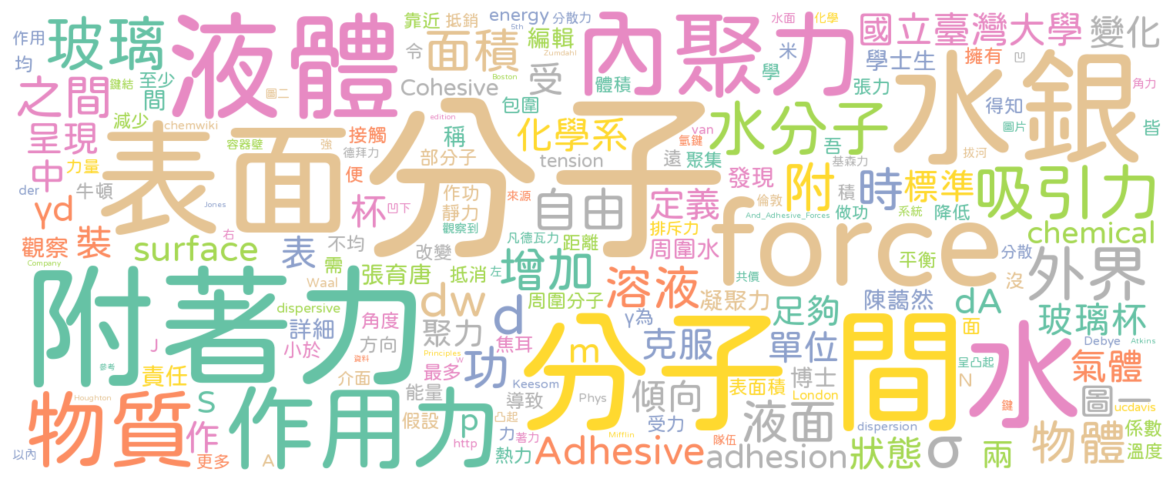 作用 玻璃 液體 靠近 抵銷 energy 分散力 內聚力 水面 化學 國立臺灣大學 變化
均 令 面積 編輯 5th Zumdahl 米 學士生 擁有 凹
之間 鍵結 至少 間 圖二 Cohesive 受 Boston 體積 學 張力 水銀 角力
呈現 減少 chemwiki 接觸 稱 edition 包圍 化學系 氫鍵 van 水分子 得知 圖片 皆
中 力量 容器壁 強 德拜力 表面分子 部分子 tension 遠 聚集 吾 基森力 拔河
der 牛頓 Jones 便 作功 來源 自由 定義 發現 附 積 時 標準 吸引力
γd 裝 杯 凹下 靜力 觀察到 排斥力 倫敦 And_Adhesive_Forces 做功 系統 降低
觀察 右 surface 表 不均 改變 凡德瓦力 距離 周圍水 force 平衡 分散 chemical
Company 需 張育唐 抵消 左 增加 共價 沒 外界
附著力 Waal dispersive dw 周圍分子 溶液 凝聚力 足夠 陳藹然 dA
詳細 角度 聚力 d γ為 玻璃杯
J 小於 方向 焦耳 分子間 m 克服 單位 面 呈凸起 Debye Atkins
參考 責任 介面 資料 最多 Principles w 功 水 氣體
Houghton 能量 Keesom Phys 傾向 表面積 博士 London N 圖一 ucdavis
物質 S 作用力 假設 p 凸起 導致 受力 液面 dispersion 物體 係數
以內 作 更多 A http 熱力 力 著力 Adhesive Mifflin 隊伍 adhesion 狀態 σ 兩 鍵 溫度